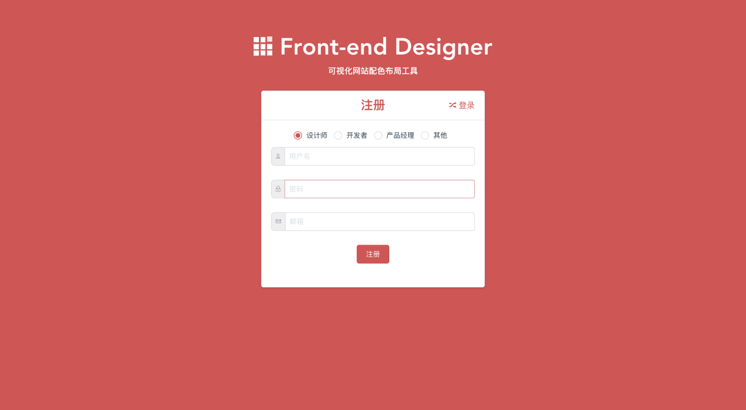 Front-end Designer
可视化网站配色布局工具
注册
登录
设计师 开发者 产品经理 其他
用户名
密码
邮箱
注册